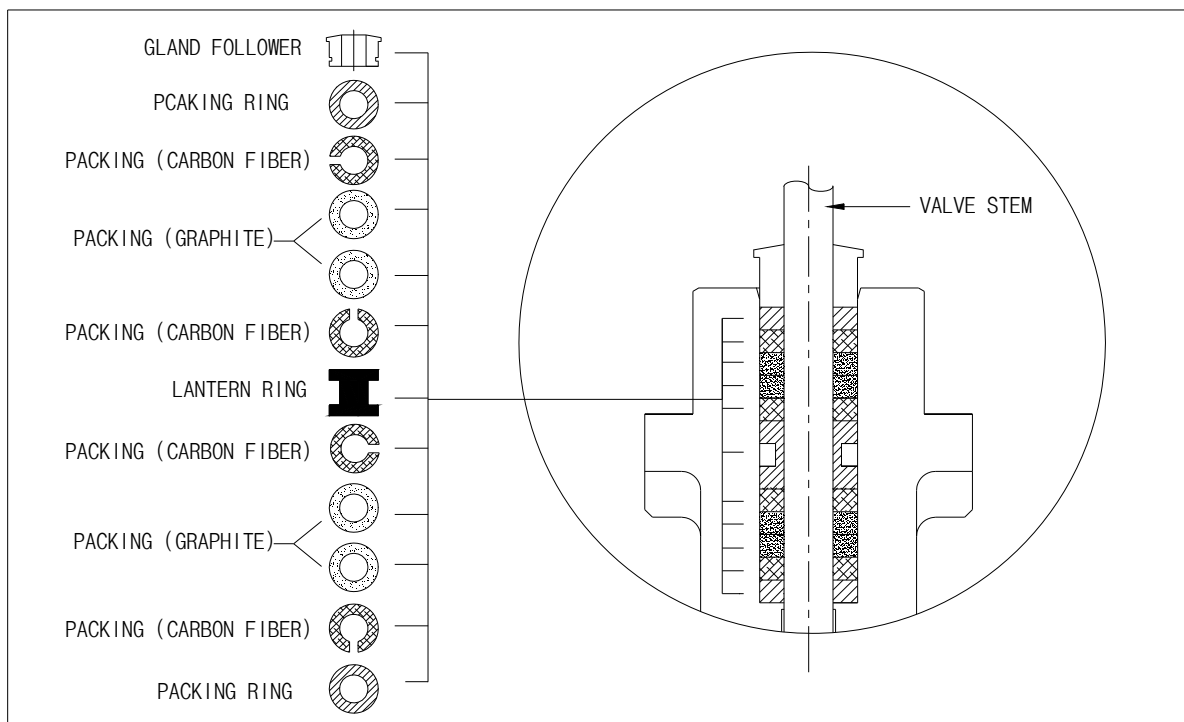 GLAND FOLLOWER
PCAKING RING
PACKING (CARBON FIBER)
PACKING (GRAPHITE)
PACKING (CARBON FIBER)
LANTERN RING
PACKING (CARBON FIBER)
PACKING (GRAPHITE)
PACKING (CARBON FIBER)
PACKING RING
VALVE STEM